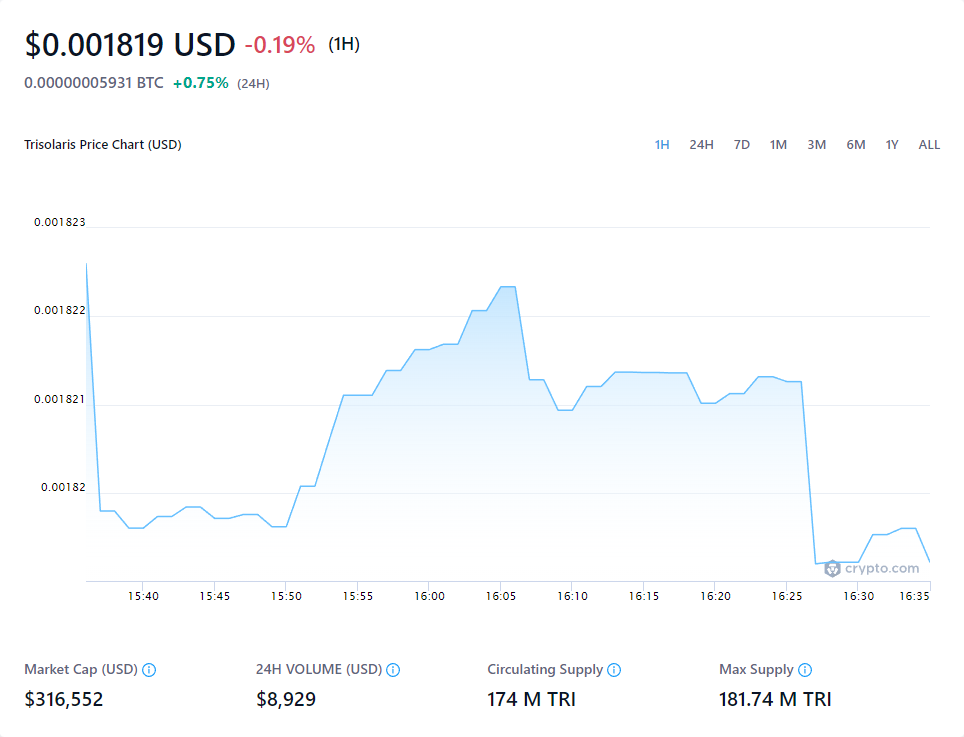 $0.001819 USD -0.19% (1H)
0.00000005931 BTC +0.75% (24H)
Trisolaris Price Chart (USD) 1H 24H 7D 1M 3M 6M 1Y ALL
0.001823
0.001822
0.001821
0.00182
crypto.com
15:40 15:45 15:50 15:55 16:00 16:05 16:10 16:15 16:20 16:25 16:30 16:35
Market Cap (USD) 24H VOLUME (USD) Circulating Supply Max Supply
$316,552 $8,929 174 M TRI 181.74 M TRI